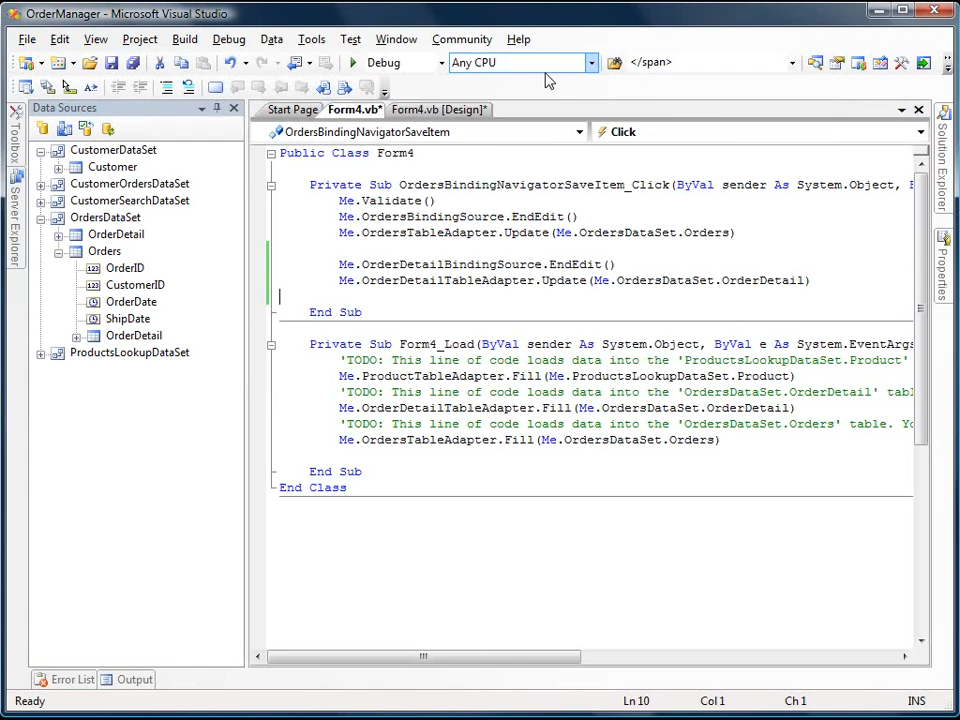 OrderManager - Microsoft Visual Studio
File Edit View Project Build Debug Data Tools Test Window Community Help
Debug Any CPU </span>
Data Sources
Start Page Form4.vb* Form4.vb [Design]*
OrdersBindingNavigatorSaveItem Click
Toolbox
Server Explorer
CustomerDataSet
Customer
CustomerOrdersDataSet
CustomerSearchDataSet
OrdersDataSet
OrderDetail
Orders
OrderID
CustomerID
OrderDate
ShipDate
OrderDetail
ProductsLookupDataSet
Public Class Form4
Private Sub OrdersBindingNavigatorSaveItem_Click(ByVal sender As System.Object,
Me.Validate()
Me.OrdersBindingSource.EndEdit()
Me.OrdersTableAdapter.Update(Me.OrdersDataSet.Orders)
Me.OrderDetailBindingSource.EndEdit()
Me.OrderDetailTableAdapter.Update(Me.OrdersDataSet.OrderDetail)
End Sub
Private Sub Form4_Load(ByVal sender As System.Object, ByVal e As System.EventArgs
'TODO: This line of code loads data into the 'ProductsLookupDataSet.Product'
Me.ProductTableAdapter.Fill(Me.ProductsLookupDataSet.Product)
'TODO: This line of code loads data into the 'OrdersDataSet.OrderDetail' tabl
Me.OrderDetailTableAdapter.Fill(Me.OrdersDataSet.OrderDetail)
'TODO: This line of code loads data into the 'OrdersDataSet.Orders' table. Yo
Me.OrdersTableAdapter.Fill(Me.OrdersDataSet.Orders)
End Sub
End Class
Solution Explorer
Properties
Error List Output
Ready Ln 10 Col 1 Ch 1 INS